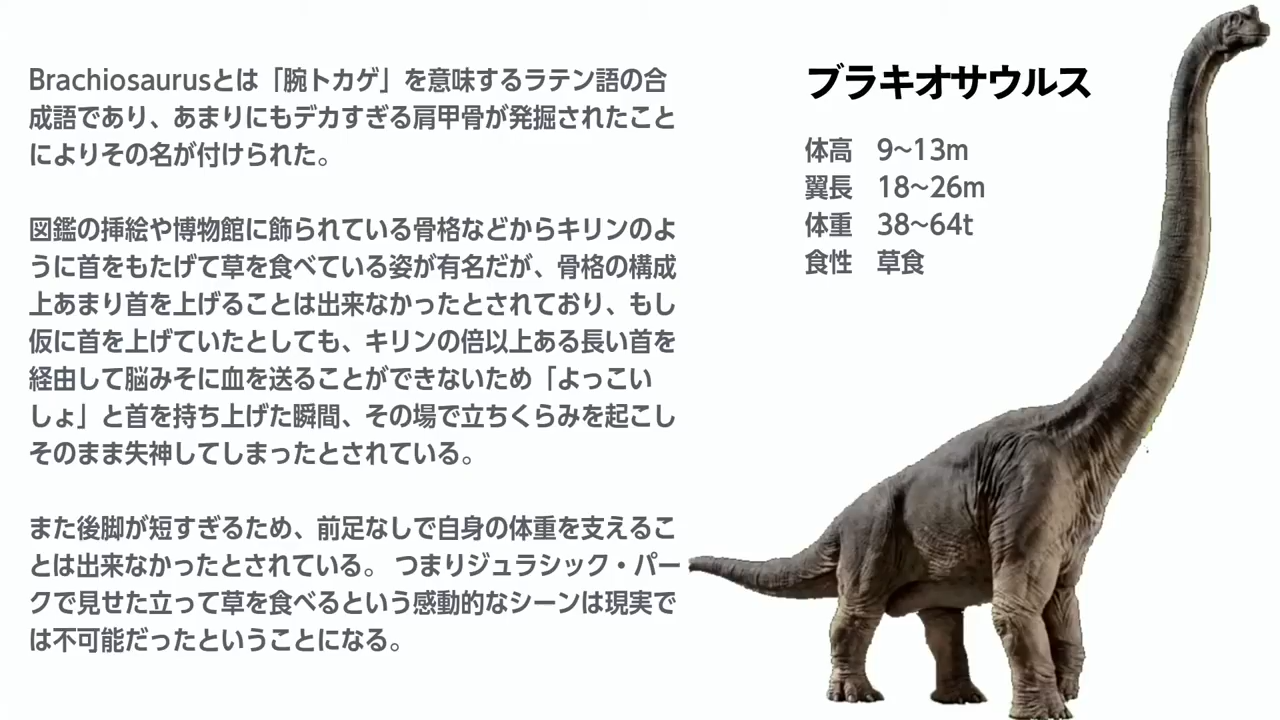 Brachiosaurusとは「腕トカゲ」を意味するラテン語の合
成語であり、あまりにもデカすぎる肩甲骨が発掘されたこと
によりその名が付けられた。
図鑑の挿絵や博物館に飾られている骨格などからキリンのよ
うに首をもたげて草を食べている姿が有名だが、骨格の構成
上あまり首を上げることは出来なかったとされており、もし
仮に首を上げていたとしても、キリンの倍以上ある長い首を
経由して脳みそに血を送ることができないため「よっこい
しょ」と首を持ち上げた瞬間、その場で立ちくらみを起こし
そのまま失神してしまったとされている。
また後脚が短すぎるため、前足なしで自身の体重を支えるこ
とは出来なかったとされている。 つまりジュラシック・パー
クで見せた立って草を食べるという感動的なシーンは現実で
は不可能だったということになる。
ブラキオサウルス
体高 9~13m
翼長 18~26m
体重 38~64t
食性 草食